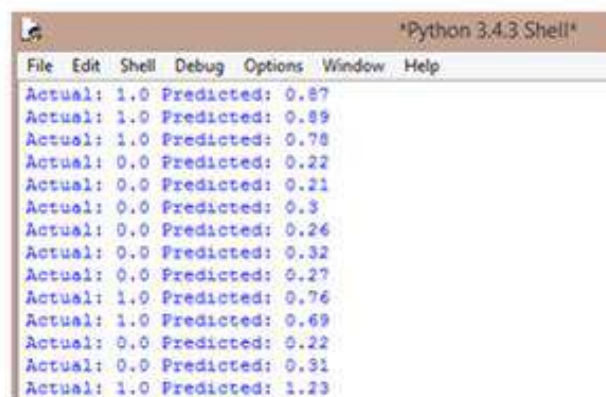 *Python 3.4.3 Shell*
File Edit Shell Debug Options Window Help
Actual: 1.0 Predicted: 0.87
Actual: 1.0 Predicted: 0.89
Actual: 1.0 Predicted: 0.78
Actual: 0.0 Predicted: 0.22
Actual: 0.0 Predicted: 0.21
Actual: 0.0 Predicted: 0.3
Actual: 0.0 Predicted: 0.26
Actual: 0.0 Predicted: 0.32
Actual: 0.0 Predicted: 0.27
Actual: 1.0 Predicted: 0.76
Actual: 1.0 Predicted: 0.69
Actual: 0.0 Predicted: 0.22
Actual: 0.0 Predicted: 0.31
Actual: 1.0 Predicted: 1.23